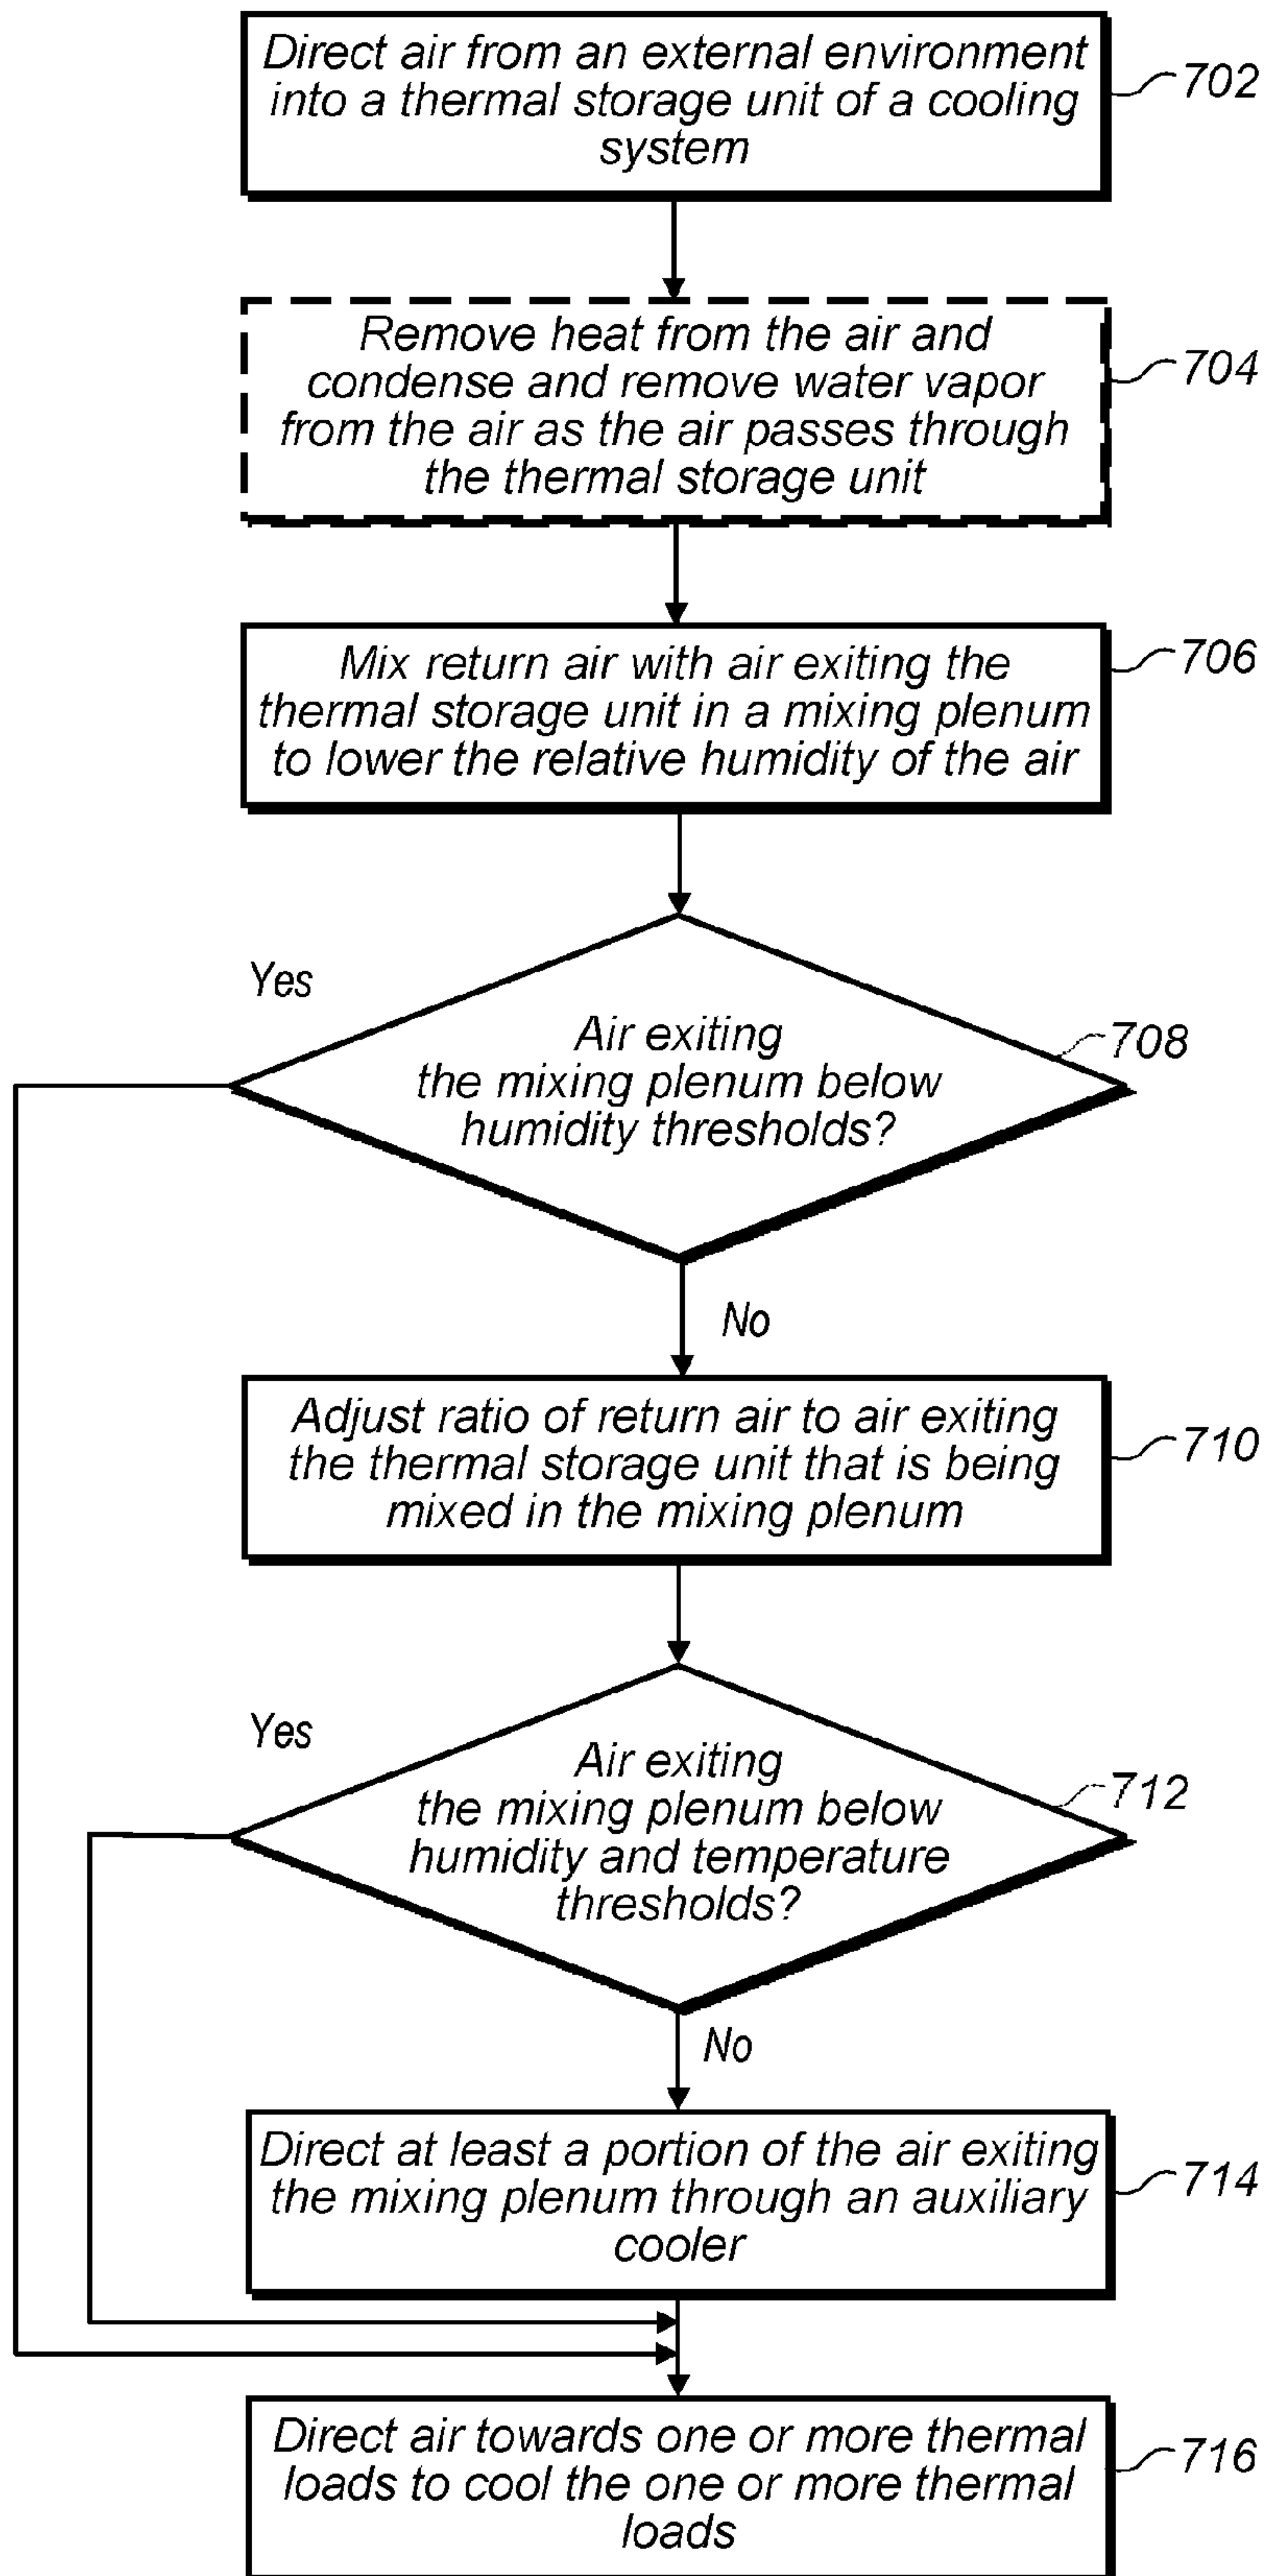 Direct air from an external environment
into a thermal storage unit of a cooling
system
702
Remove heat from the air and
condense and remove water vapor
from the air as the air passes through
the thermal storage unit
704
Mix return air with air exiting the
thermal storage unit in a mixing plenum
to lower the relative humidity of the air
706
Yes
Air exiting
the mixing plenum below
humidity thresholds?
708
No
Adjust ratio of return air to air exiting
the thermal storage unit that is being
mixed in the mixing plenum
710
Yes
Air exiting
the mixing plenum below
humidity and temperature
thresholds?
712
No
Direct at least a portion of the air exiting
the mixing plenum through an auxiliary
cooler
714
Direct air towards one or more thermal
loads to cool the one or more thermal
loads
716